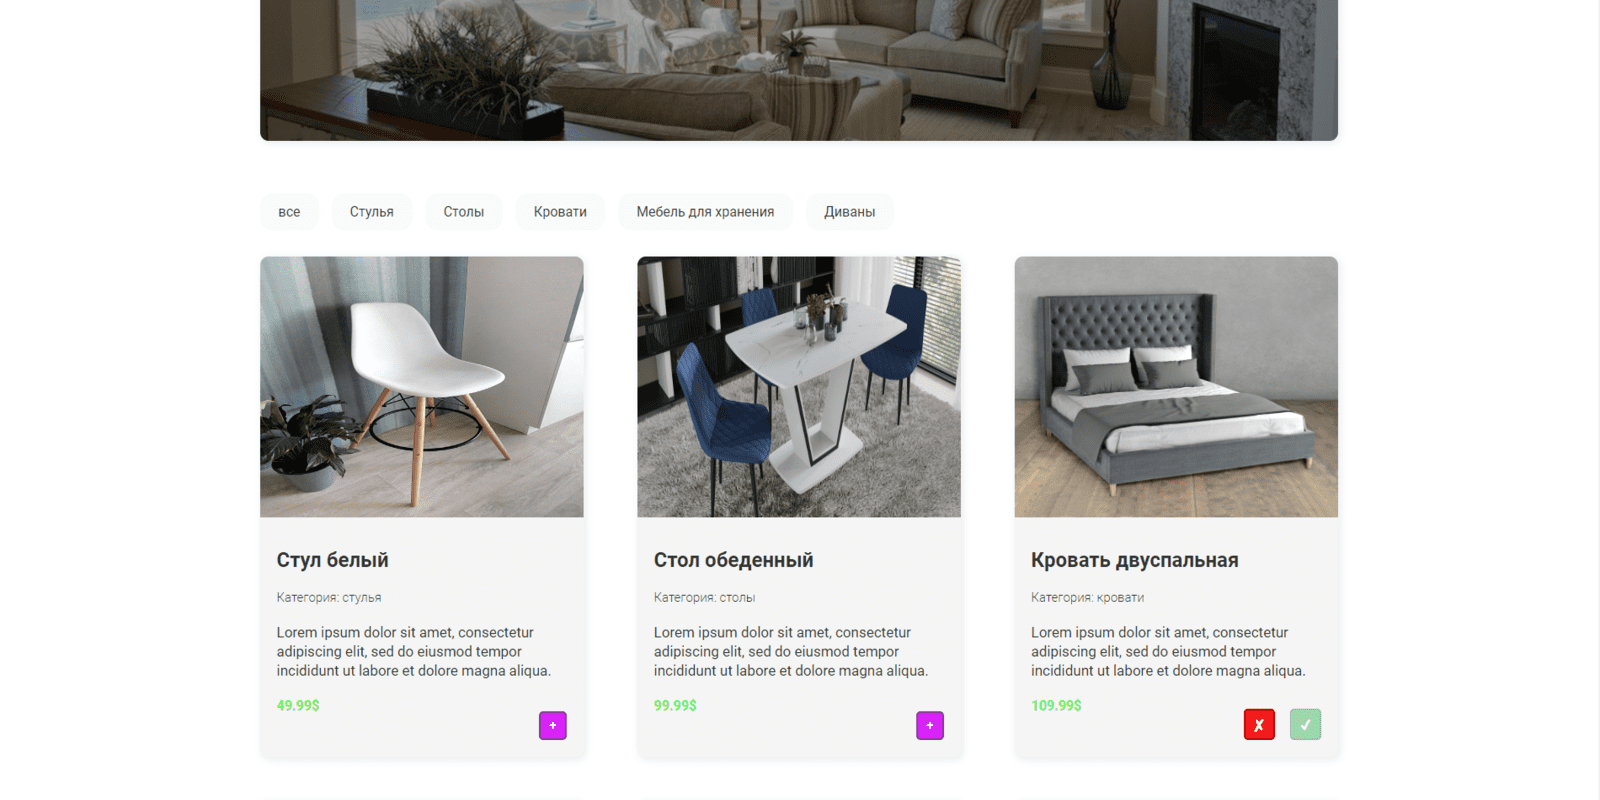 все Стулья Столы Кровати Мебель для хранения Диваны
Стул белый
Категория: стулья
Lorem ipsum dolor sit amet, consectetur
adipiscing elit, sed do eiusmod tempor
incididunt ut labore et dolore magna aliqua.
49.99$
+
Стол обеденный
Категория: столы
Lorem ipsum dolor sit amet, consectetur
adipiscing elit, sed do eiusmod tempor
incididunt ut labore et dolore magna aliqua.
99.99$
+
Кровать двуспальная
Категория: кровати
Lorem ipsum dolor sit amet, consectetur
adipiscing elit, sed do eiusmod tempor
incididunt ut labore et dolore magna aliqua.
109.99$
✘ ✓